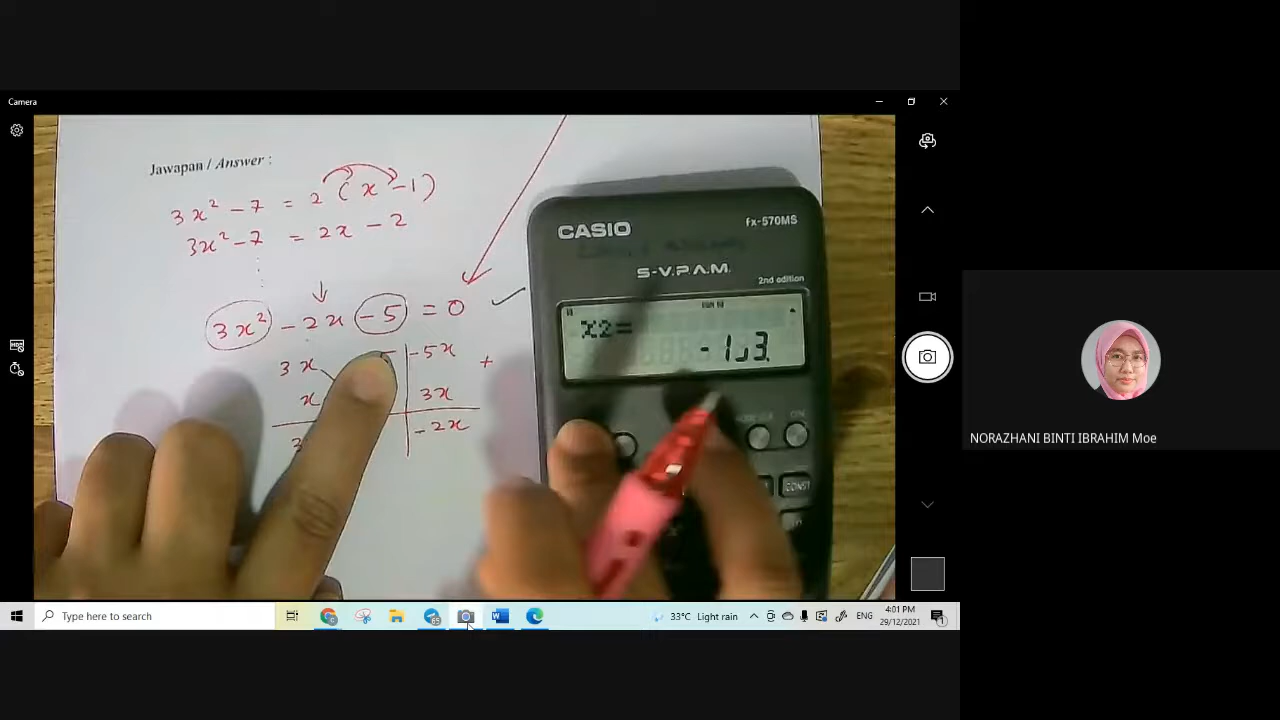 Camera
Jawapan / Answer :
3x² - 7 = 2 (x - 1)
3x² - 7 = 2x - 2
3x² - 2x - 5 = 0
3x -5x +
x 3x
3 -2x
CASIO fx-570MS
S-V.P.A.M.
2nd edition
x2=
-1⌟3.
ON
CONST
NORAZHANI BINTI IBRAHIM Moe
Type here to search
33°C Light rain
ENG
4:01 PM
29/12/2021